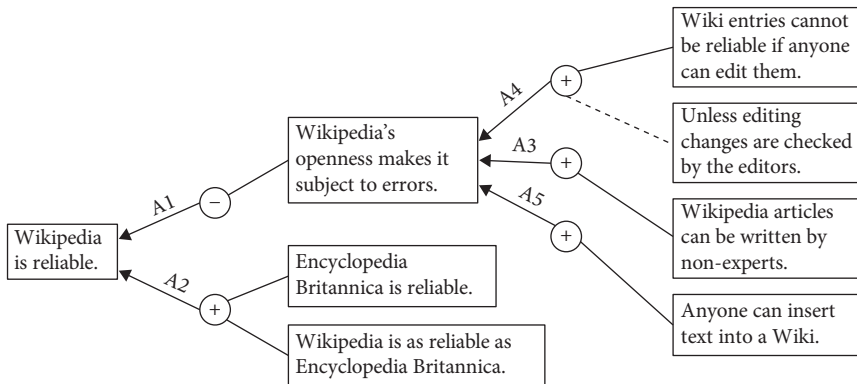 Wiki entries cannot
be reliable if anyone
can edit them.
A4
+
Unless editing
changes are checked
by the editors.
Wikipedia's
openness makes it
subject to errors.
A3
+
A5
+
Wikipedia articles
can be written by
non-experts.
A1
−
Wikipedia
is reliable.
Encyclopedia
Britannica is reliable.
A2
+
Anyone can insert
text into a Wiki.
Wikipedia is as reliable as
Encyclopedia Britannica.